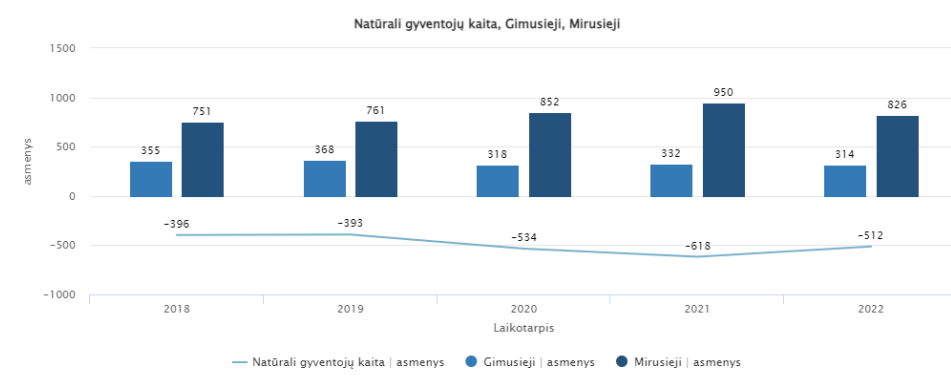 Natūrali gyventojų kaita, Gimusieji, Mirusieji
1500
1000
500
0
−500
−1000
asmenys
355 751 368 761 318 852 332 950 314 826
−396 −393 −534 −618 −512
2018 2019 2020 2021 2022
Laikotarpis
Natūrali gyventojų kaita | asmenys Gimusieji | asmenys Mirusieji | asmenys